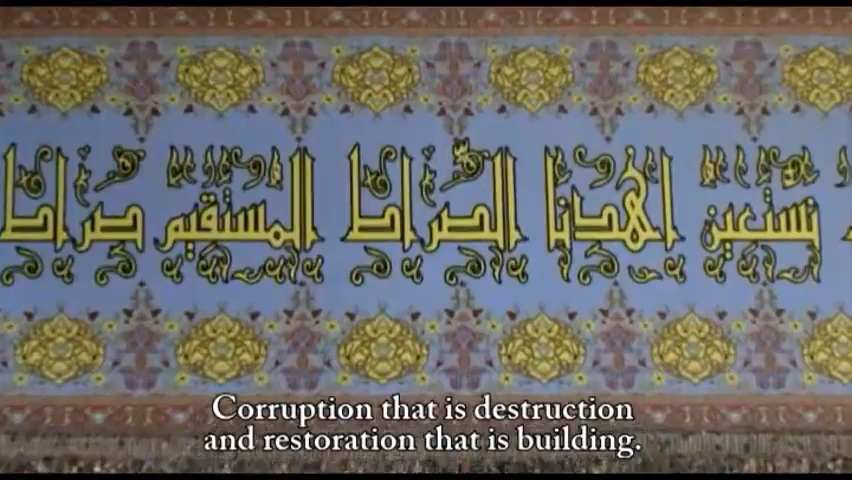 نستعين اهدنا الصراط المستقيم صراط
Corruption that is destruction
and restoration that is building.